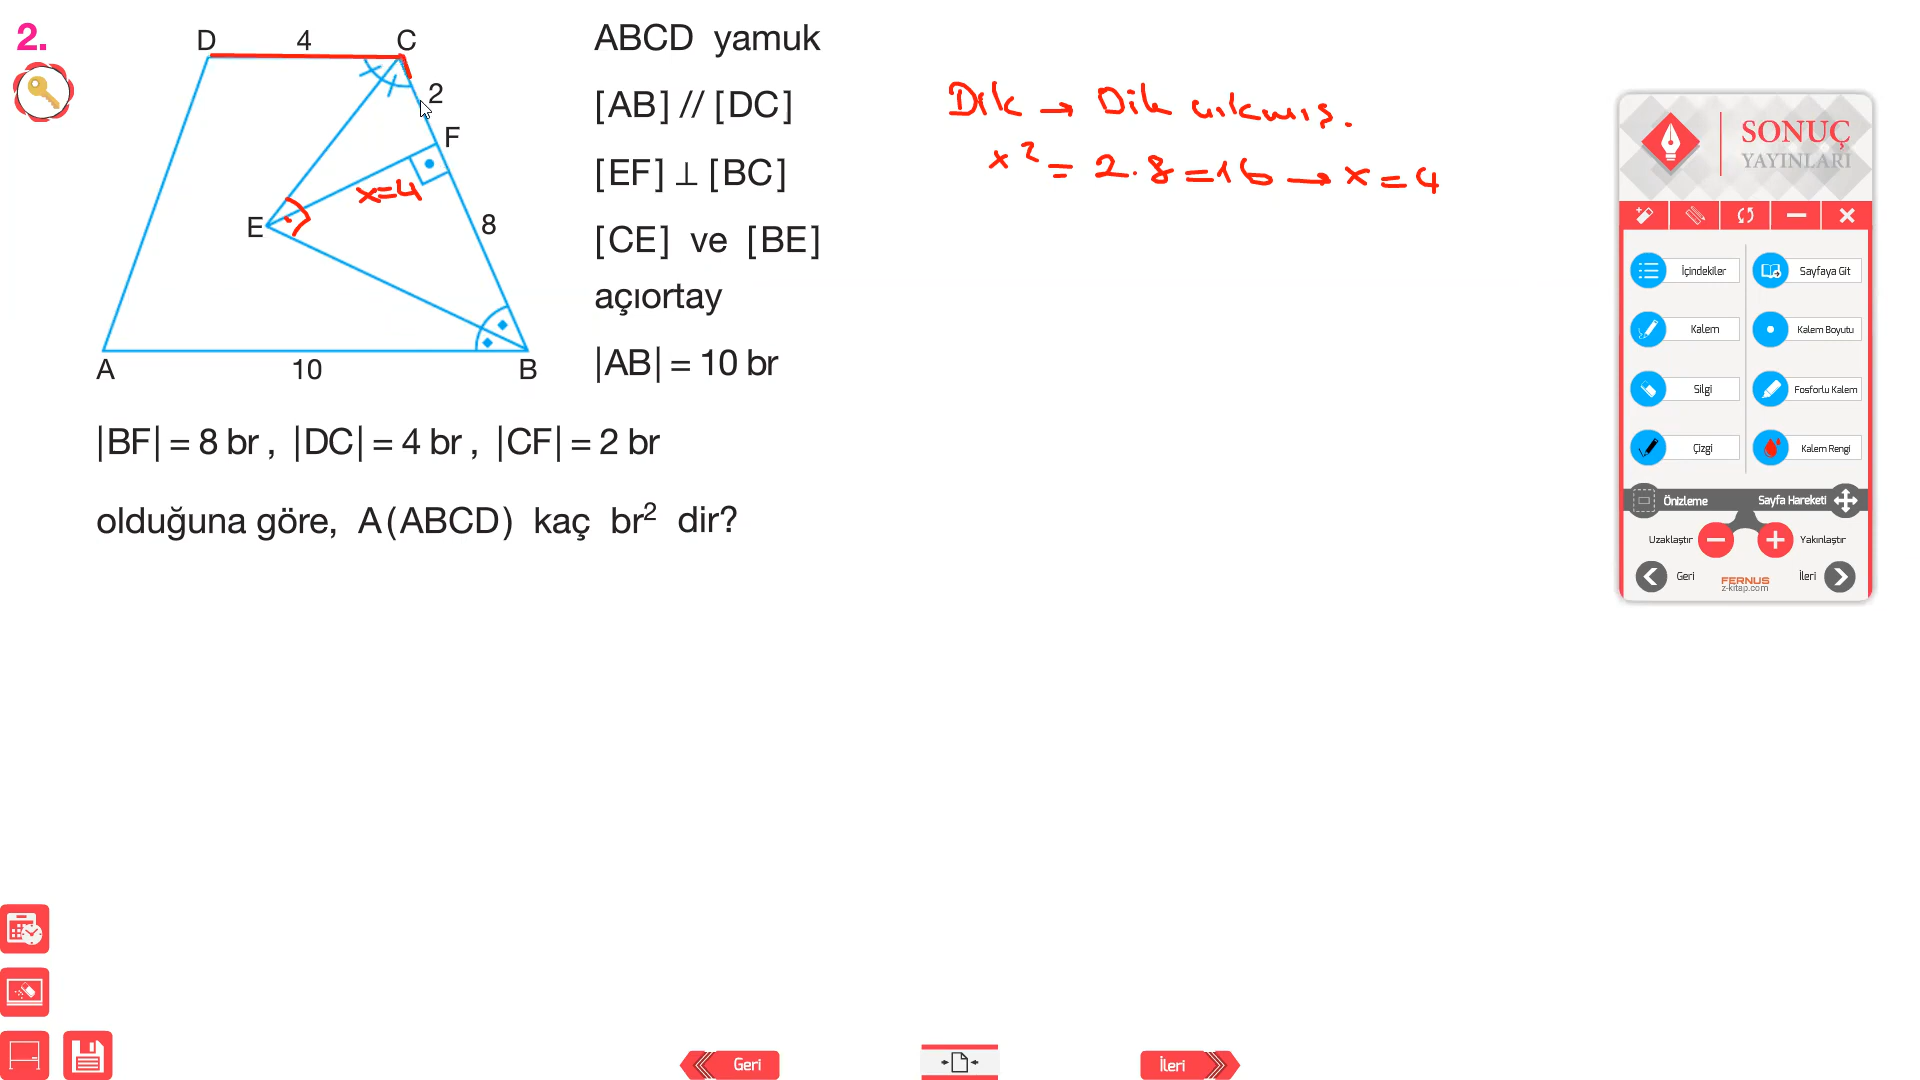 2.
D 4 C
2
F
x=4
E
8
A 10 B
ABCD yamuk
[AB] // [DC]
[EF] ⊥ [BC]
[CE] ve [BE]
açıortay
|AB| = 10 br
|BF| = 8 br , |DC| = 4 br , |CF| = 2 br
olduğuna göre, A(ABCD) kaç br² dir?
Dik → Dik çıkmış.
x² = 2.8 = 16 → x = 4
SONUÇ
YAYINLARI
İçindekiler
Sayfaya Git
Kalem
Kalem Boyutu
Silgi
Fosforlu Kalem
Çizgi
Kalem Rengi
Önizleme
Sayfa Hareketi
Uzaklaştır
Yakınlaştır
Geri
FERNUS
z-kitap.com
İleri
Geri
İleri